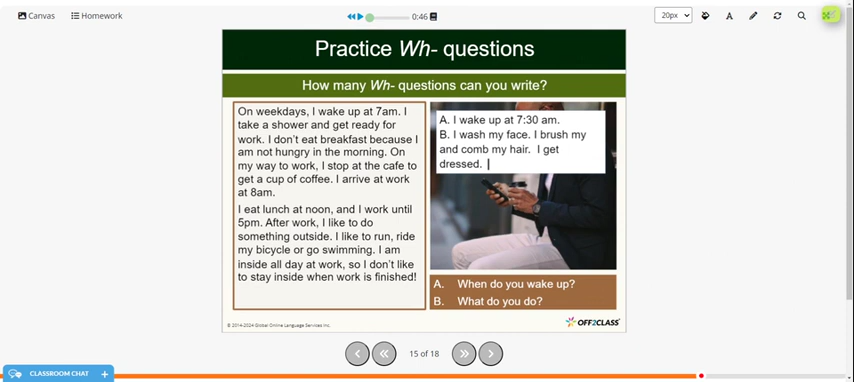 Canvas
Homework
0:46
20px
A
Practice Wh- questions
How many Wh- questions can you write?
On weekdays, I wake up at 7am. I
take a shower and get ready for
work. I don't eat breakfast because I
am not hungry in the morning. On
my way to work, I stop at the cafe to
get a cup of coffee. I arrive at work
at 8am.
I eat lunch at noon, and I work until
5pm. After work, I like to do
something outside. I like to run, ride
my bicycle or go swimming. I am
inside all day at work, so I don't like
to stay inside when work is finished!
A. I wake up at 7:30 am.
B. I wash my face. I brush my
and comb my hair. I get
dressed.
A. When do you wake up?
B. What do you do?
© 2014-2024 Global Online Language Services Inc.
OFF2CLASS
15 of 18
CLASSROOM CHAT +